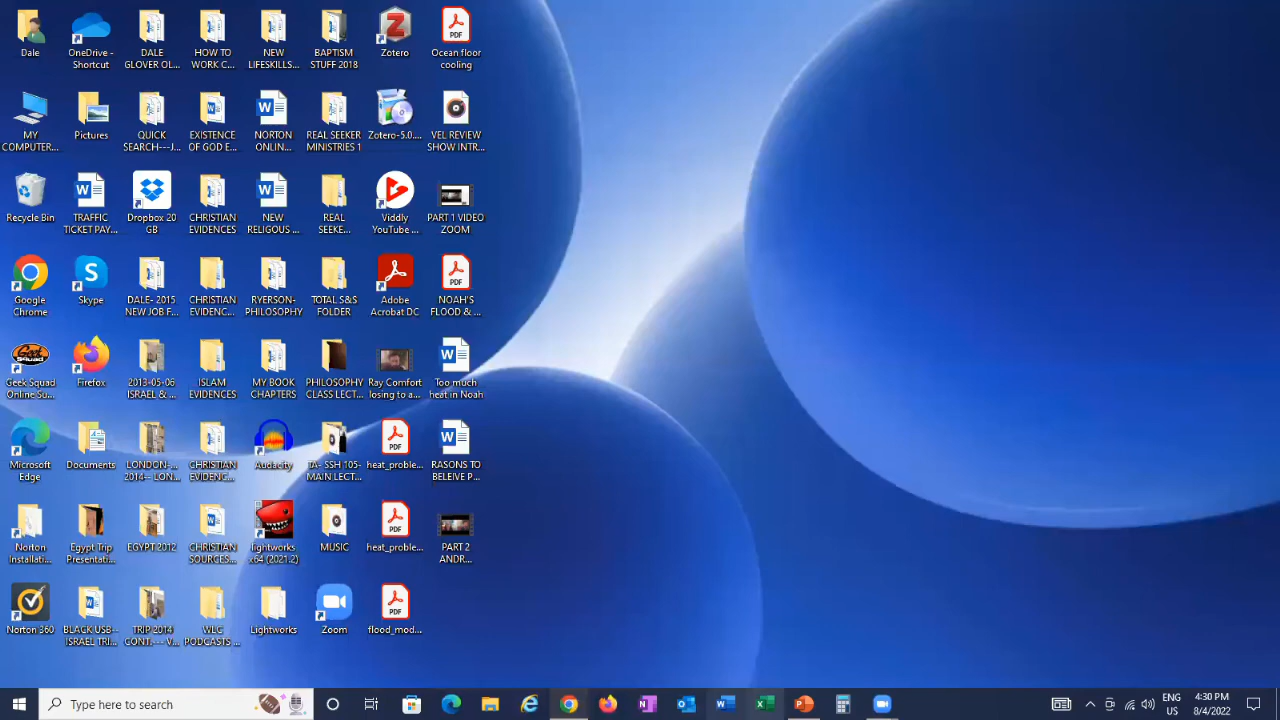 Dale
OneDrive -
Shortcut
DALE
GLOVER OL...
HOW TO
WORK C...
NEW
LIFESKILLS...
BAPTISM
STUFF 2018
Zotero
Ocean floor
cooling
MY
COMPUTER...
Pictures
QUICK
SEARCH---J...
EXISTENCE
OF GOD E...
NORTON
ONLIN...
REAL SEEKER
MINISTRIES 1
Zotero-5.0....
VEL REVIEW
SHOW INTR...
Recycle Bin
TRAFFIC
TICKET PAY...
Dropbox 20
GB
CHRISTIAN
EVIDENCES
NEW
RELIGOUS ...
REAL
SEEKE...
Viddly
YouTube ...
PART 1 VIDEO
ZOOM
Google
Chrome
Skype
DALE- 2015
NEW JOB F...
CHRISTIAN
EVIDENC...
RYERSON-
PHILOSOPHY
TOTAL S&S
FOLDER
Adobe
Acrobat DC
NOAH'S
FLOOD & ...
Geek Squad
Online Su...
Firefox
2013-05-06
ISRAEL & ...
ISLAM
EVIDENCES
MY BOOK
CHAPTERS
PHILOSOPHY
CLASS LECT...
Ray Comfort
losing to a...
Too much
heat in Noah
Microsoft
Edge
Documents
LONDON-...
2014-- LON...
CHRISTIAN
EVIDENC...
Audacity
TA- SSH 105-
MAIN LECT...
heat_proble...
RASONS TO
BELEIVE P...
Norton
Installati...
Egypt Trip
Presentati...
EGYPT 2012
CHRISTIAN
SOURCES...
lightworks
x64 (2021.2)
MUSIC
heat_proble...
PART 2
ANDR...
Norton 360
BLACK USB--
ISRAEL TRI...
TRIP 2014
CONT.--- V...
WLC
PODCASTS ...
Lightworks
Zoom
flood_mod...
Type here to search
ENG
US
4:30 PM
8/4/2022